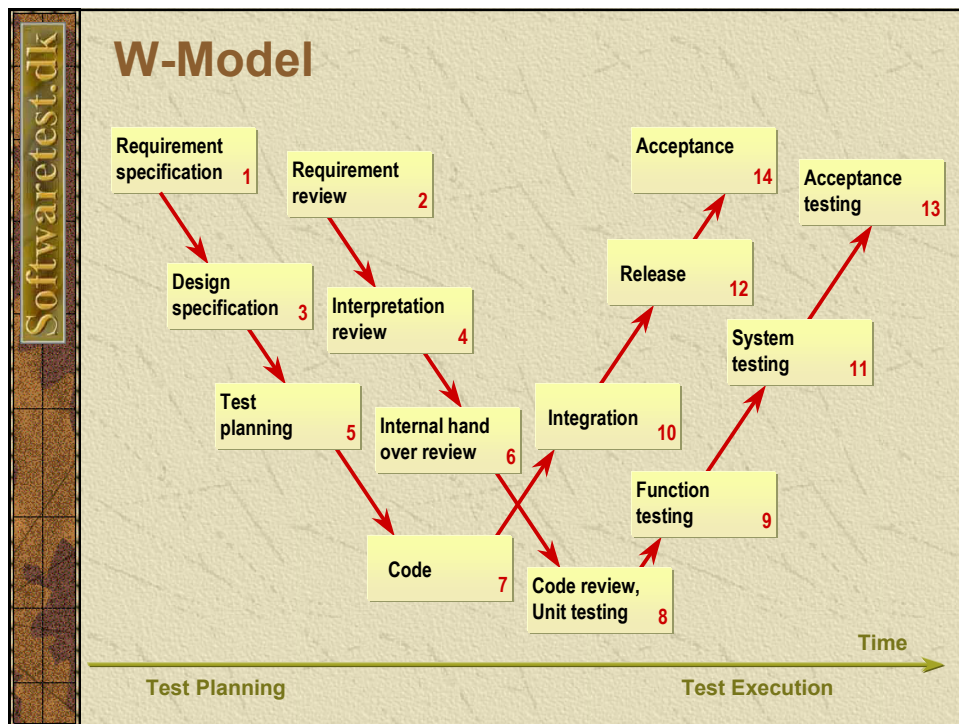 Softwaretest.dk
W-Model
Requirement
specification 1
Requirement
review 2
Design
specification 3
Interpretation
review 4
Test
planning 5
Internal hand
over review 6
Code 7
Code review,
Unit testing 8
Function
testing 9
Integration 10
System
testing 11
Release 12
Acceptance
testing 13
Acceptance 14
Time
Test Planning
Test Execution